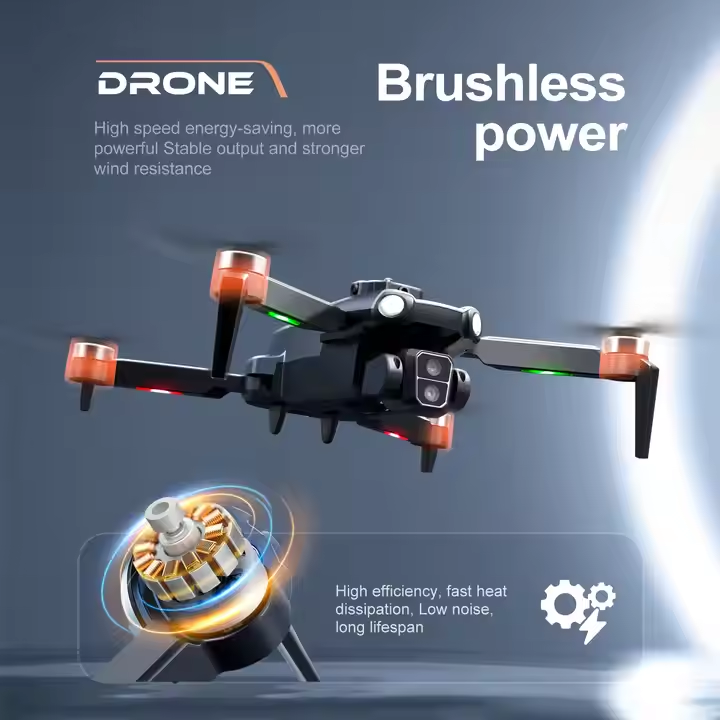 DRONE
High speed energy-saving, more
powerful Stable output and stronger
wind resistance
Brushless
power
High efficiency, fast heat
dissipation, Low noise,
long lifespan